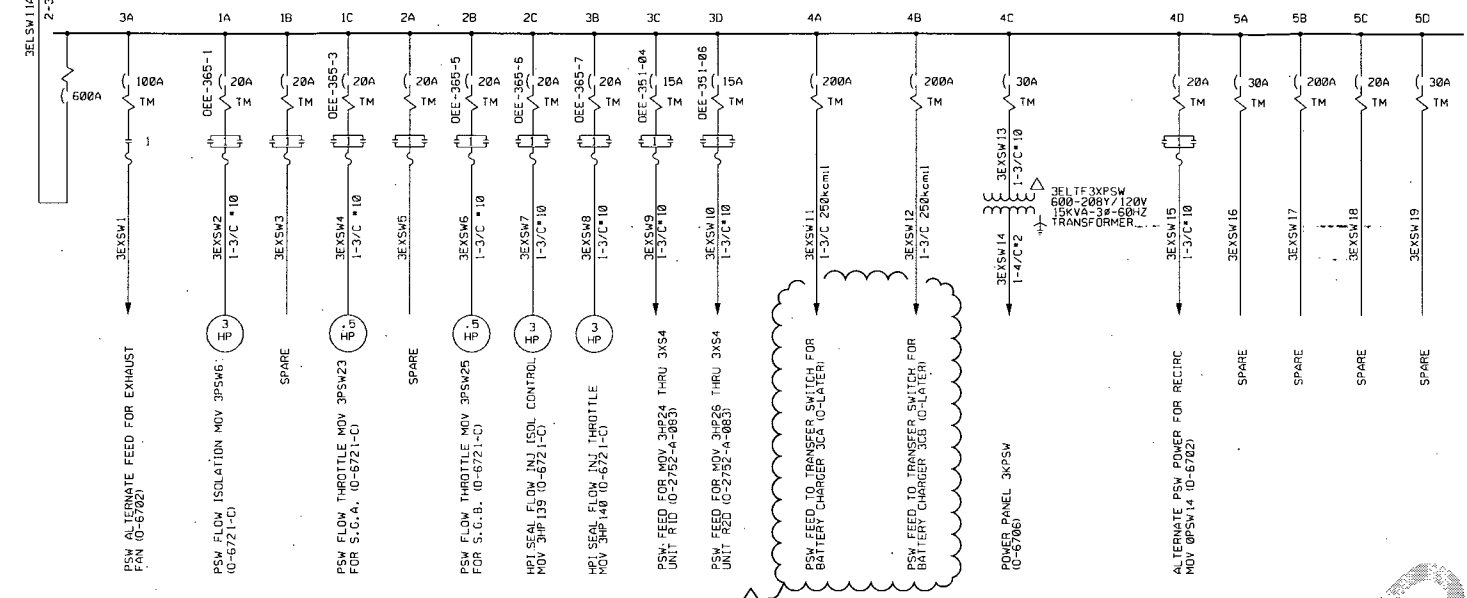 3A 1A 1B 1C 2A 2B 2C 3B 3C 3D 4A 4B 4C 4D 5A 5B 5C 5D
3ELSW11A
600A
100A
TM
1
3EXSW1
PSW ALTERNATE FEED FOR EXHAUST
FAN (O-6702)
OEE-365-1
20A
TM
1
3EXSW2
1-3/C#10
3
HP
PSW FLOW ISOLATION MOV 3PSW6
(O-6721-C)
20A
TM
1
3EXSW3
SPARE
OEE-365-3
20A
TM
1
3EXSW4
1-3/C#10
.5
HP
PSW FLOW THROTTLE MOV 3PSW23
FOR S.G.A. (O-6721-C)
20A
TM
1
3EXSW5
SPARE
OEE-365-5
20A
TM
1
3EXSW6
1-3/C #10
.5
HP
PSW FLOW THROTTLE MOV 3PSW25
FOR S.G.B. (O-6721-C)
OEE-365-6
20A
TM
1
3EXSW7
1-3/C#10
3
HP
HPI SEAL FLOW INJ ISOL CONTROL
MOV 3HP139 (O-6721-C)
OEE-365-7
20A
TM
1
3EXSW8
1-3/C#10
3
HP
HPI SEAL FLOW INJ THROTTLE
MOV 3HP140 (O-6721-C)
OEE-351-04
15A
TM
1
3EXSW9
1-3/C#10
PSW FEED FOR MOV 3HP24 THRU 3XS4
UNIT R1D (O-2752-A-083)
OEE-351-06
15A
TM
1
3EXSW10
1-3/C#10
PSW FEED FOR MOV 3HP26 THRU 3XS4
UNIT R2D (O-2752-A-083)
200A
TM
3EXSW11
1-3/C 250kcmil
PSW FEED TO TRANSFER SWITCH FOR
BATTERY CHARGER 3CA (O-LATER)
200A
TM
3EXSW12
1-3/C 250kcmil
PSW FEED TO TRANSFER SWITCH FOR
BATTERY CHARGER 3CB (O-LATER)
30A
TM
3EXSW13
1-3/C#10
3ELTF3XPSW
600-208Y/120V
15KVA-3ø-60HZ
TRANSFORMER
3EXSW14
1-4/C#2
POWER PANEL 3KPSW
(O-6706)
20A
TM
1
3EXSW15
1-3/C#10
ALTERNATE PSW POWER FOR RECIRC
MOV 0PSW14 (O-6702)
30A
TM
3EXSW16
SPARE
200A
TM
3EXSW17
SPARE
20A
TM
3EXSW18
SPARE
30A
TM
3EXSW19
SPARE